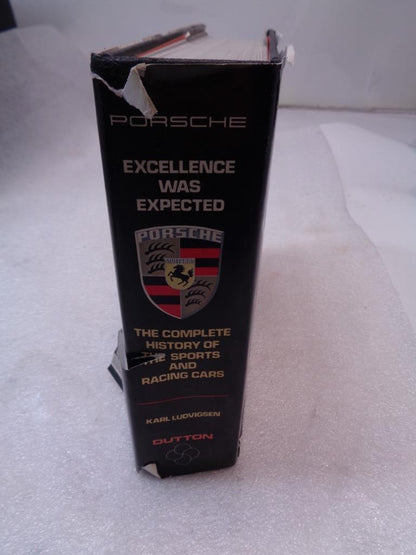 PORSCHE
EXCELLENCE
WAS
EXPECTED
PORSCHE
THE COMPLETE
HISTORY OF
THE SPORTS
AND
RACING CARS
KARL LUDVIGSEN
DUTTON